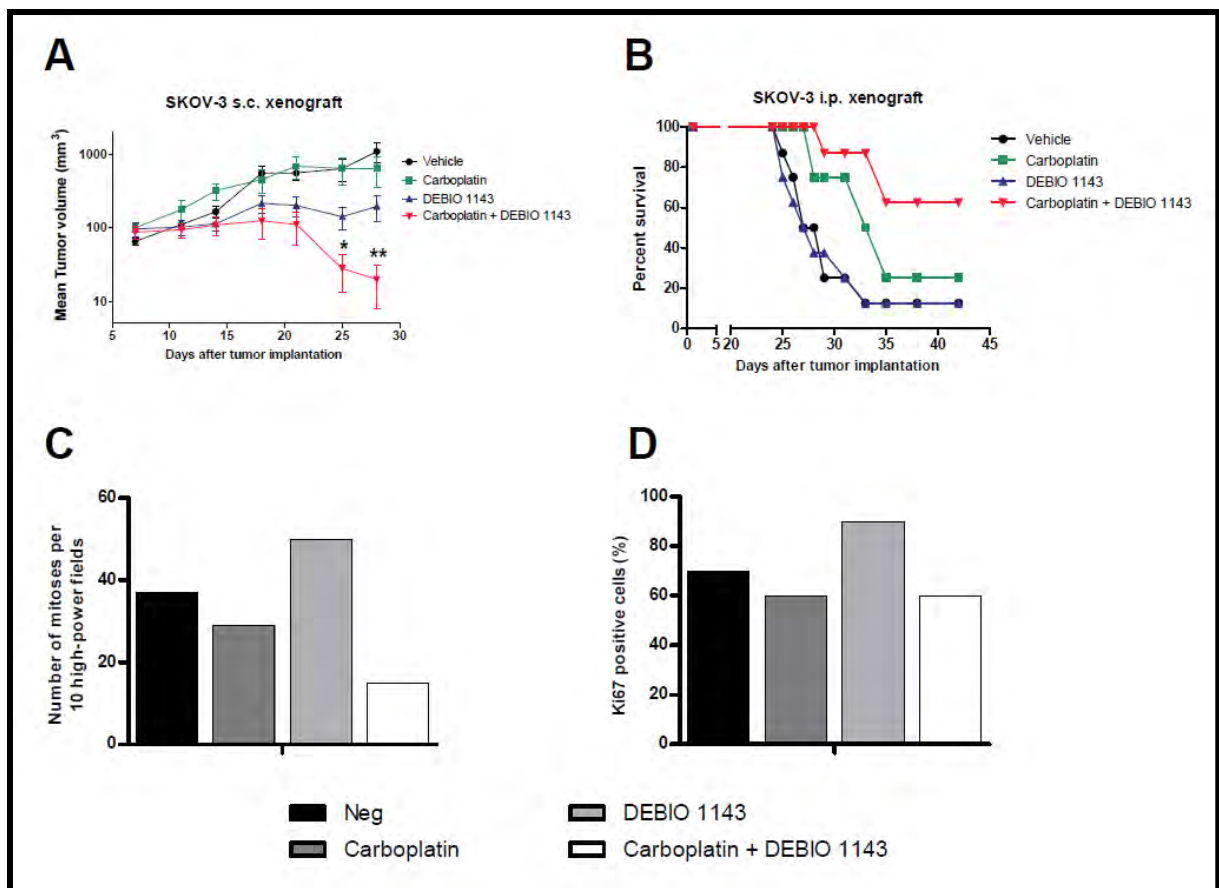 A
SKOV-3 s.c. xenograft
Mean Tumor volume (mm³)
1000
100
10
5
10
15
20
25
30
*
**
Days after tumor implantation
Vehicle
Carboplatin
DEBIO 1143
Carboplatin + DEBIO 1143
B
SKOV-3 i.p. xenograft
Percent survival
100
80
60
40
20
0
0
5
20
25
30
35
40
45
Days after tumor implantation
Vehicle
Carboplatin
DEBIO 1143
Carboplatin + DEBIO 1143
C
Number of mitoses per
10 high-power fields
60
40
20
0
D
Ki67 positive cells (%)
100
80
60
40
20
0
Neg
Carboplatin
DEBIO 1143
Carboplatin + DEBIO 1143